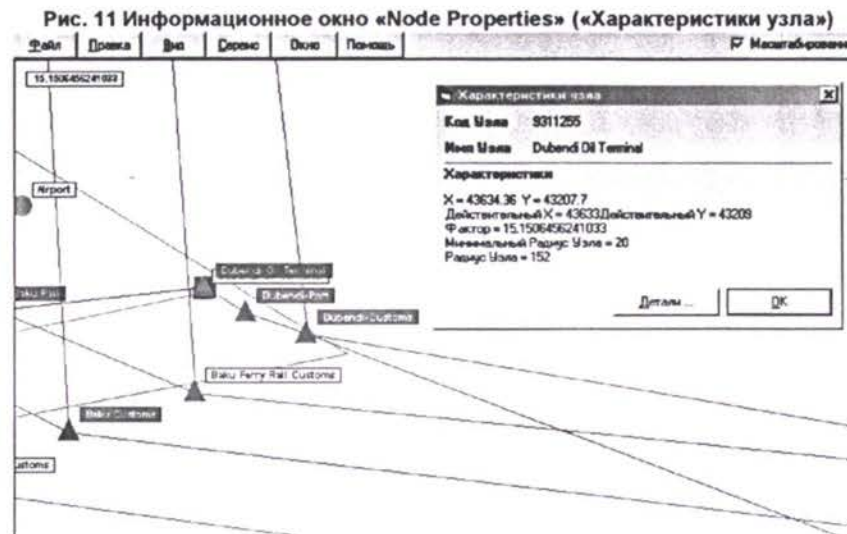 Рис. 11 Информационное окно «Node Properties» («Характеристики узла»)
Файл Правка Вид Сервис Окно Помощь Масштабирование
15.1506456241033
Характеристики узла
Код Узла 9311255
Имя Узла Dubendi Oil Terminal
Характеристики
X = 43634.36 Y = 43207.7
Действительный X = 43633Действительный Y = 43209
Фактор = 15.1506456241033
Минимальный Радиус Узла = 20
Радиус Узла = 152
Детали ... OK
Airport
Dubendi Oil Terminal
Baku Port
Dubendi-Port
Dubendi-Customs
Baku Ferry Rail Customs
Baku Customs
ustoms